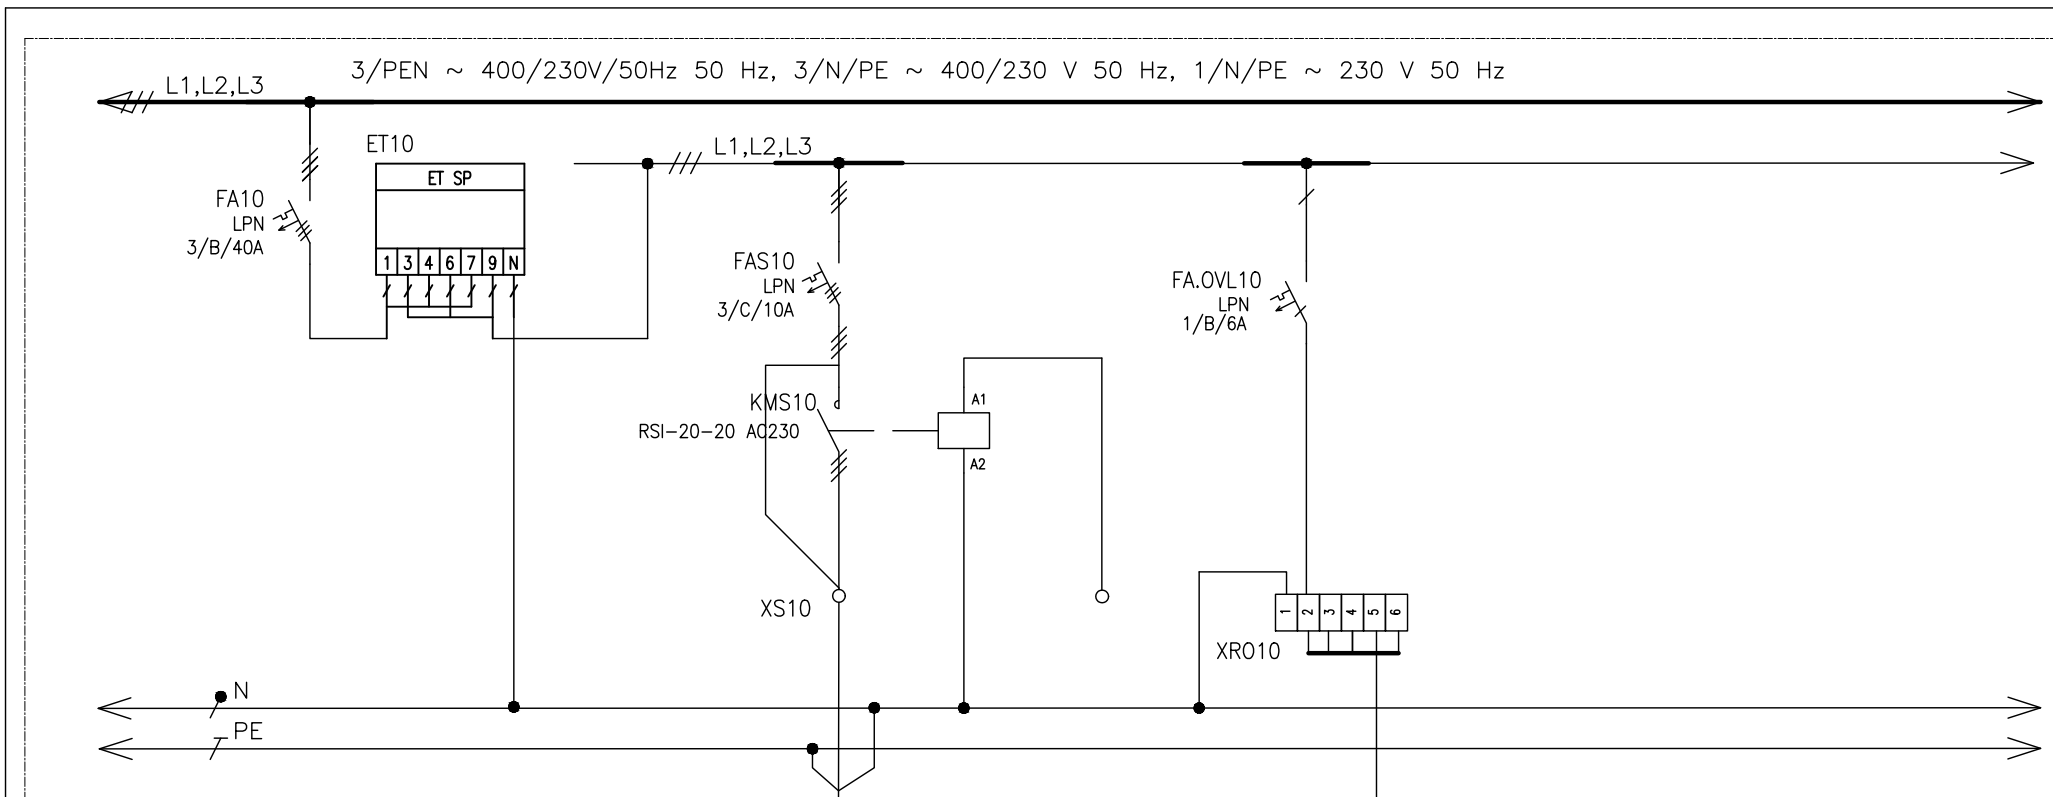 3/PEN ~ 400/230V/50Hz 50 Hz, 3/N/PE ~ 400/230 V 50 Hz, 1/N/PE ~ 230 V 50 Hz
L1,L2,L3
ET10
L1,L2,L3
ET SP
FA10
LPN
3/B/40A
1 3 4 6 7 9 N
FAS10
LPN
3/C/10A
FA.OVL10
LPN
1/B/6A
KMS10
RSI-20-20 AC230
A1
A2
XS10
1 2 3 4 5 6
XRO10
N
PE